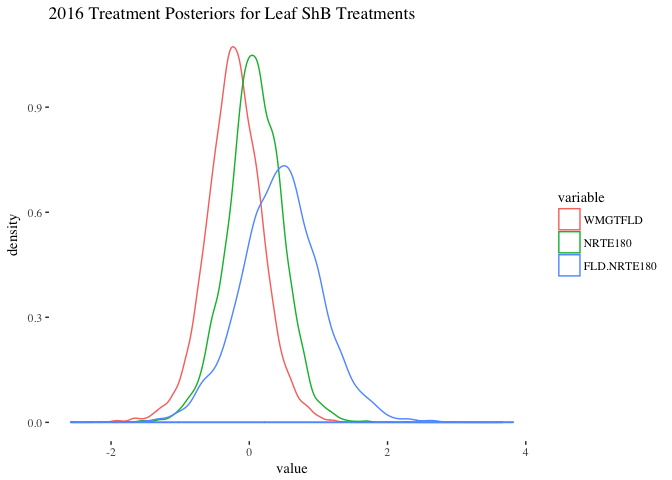 2016 Treatment Posteriors for Leaf ShB Treatments
density
0.9
0.6
0.3
0.0
-2
0
2
4
value
variable
WMGTFLD
NRTE180
FLD.NRTE180